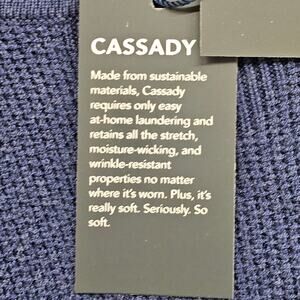 CASSADY
Made from sustainable
materials, Cassady
requires only easy
at-home laundering and
retains all the stretch,
moisture-wicking, and
wrinkle-resistant
properties no matter
where it's worn. Plus, it's
really soft. Seriously. So
soft.